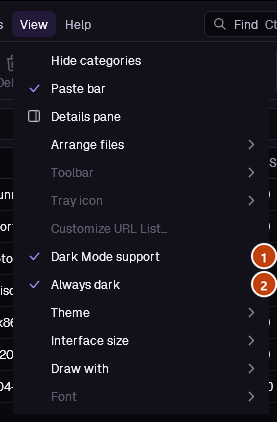 View Help Find
Hide categories
Paste bar
Details pane
Arrange files
Toolbar
Tray icon
Customize URL List...
Dark Mode support 1
Always dark 2
Theme
Interface size
Draw with
Font